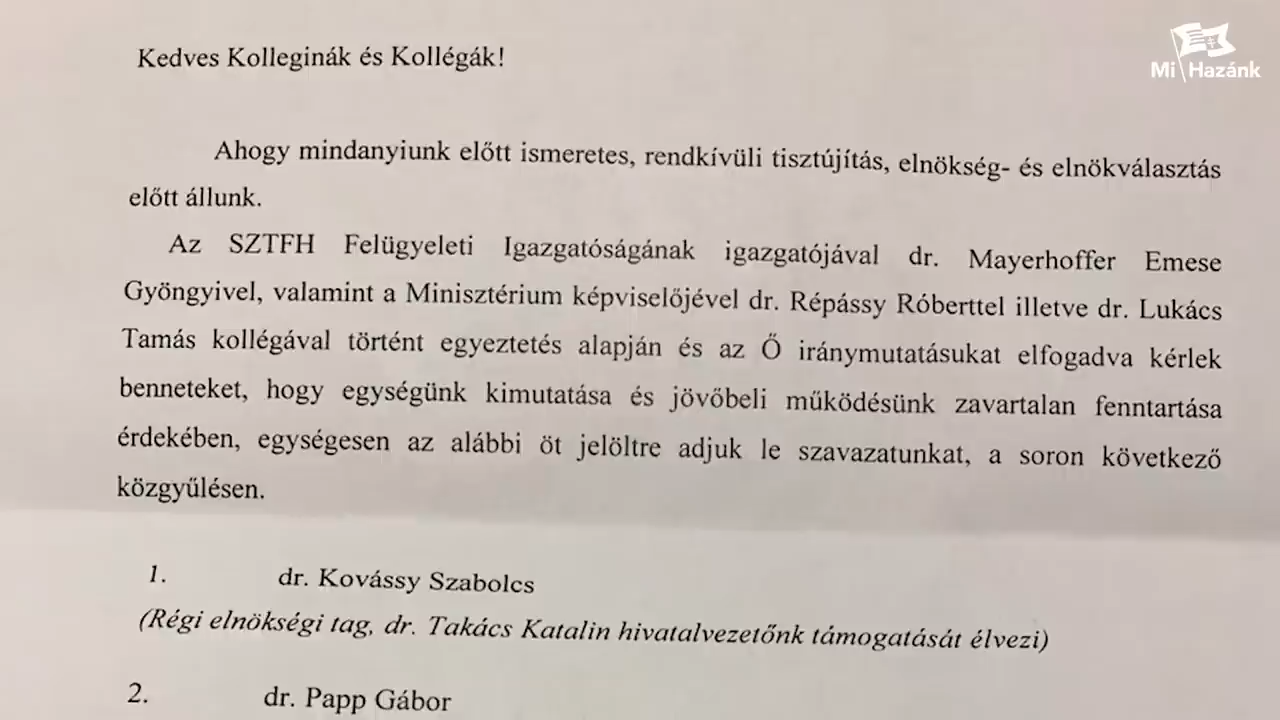 Mi Hazánk
Kedves Kolleginák és Kollégák!
Ahogy mindanyiunk előtt ismeretes, rendkívüli tisztújítás, elnökség- és elnökválasztás
előtt állunk.
Az SZTFH Felügyeleti Igazgatóságának igazgatójával dr. Mayerhoffer Emese
Gyöngyivel, valamint a Minisztérium képviselőjével dr. Répássy Róberttel illetve dr. Lukács
Tamás kollégával történt egyeztetés alapján és az Ő iránymutatásukat elfogadva kérlek
benneteket, hogy egységünk kimutatása és jövőbeli működésünk zavartalan fenntartása
érdekében, egységesen az alábbi öt jelöltre adjuk le szavazatunkat, a soron következő
közgyűlésen.
1. dr. Kovássy Szabolcs
(Régi elnökségi tag, dr. Takács Katalin hivatalvezetőnk támogatását élvezi)
2. dr. Papp Gábor